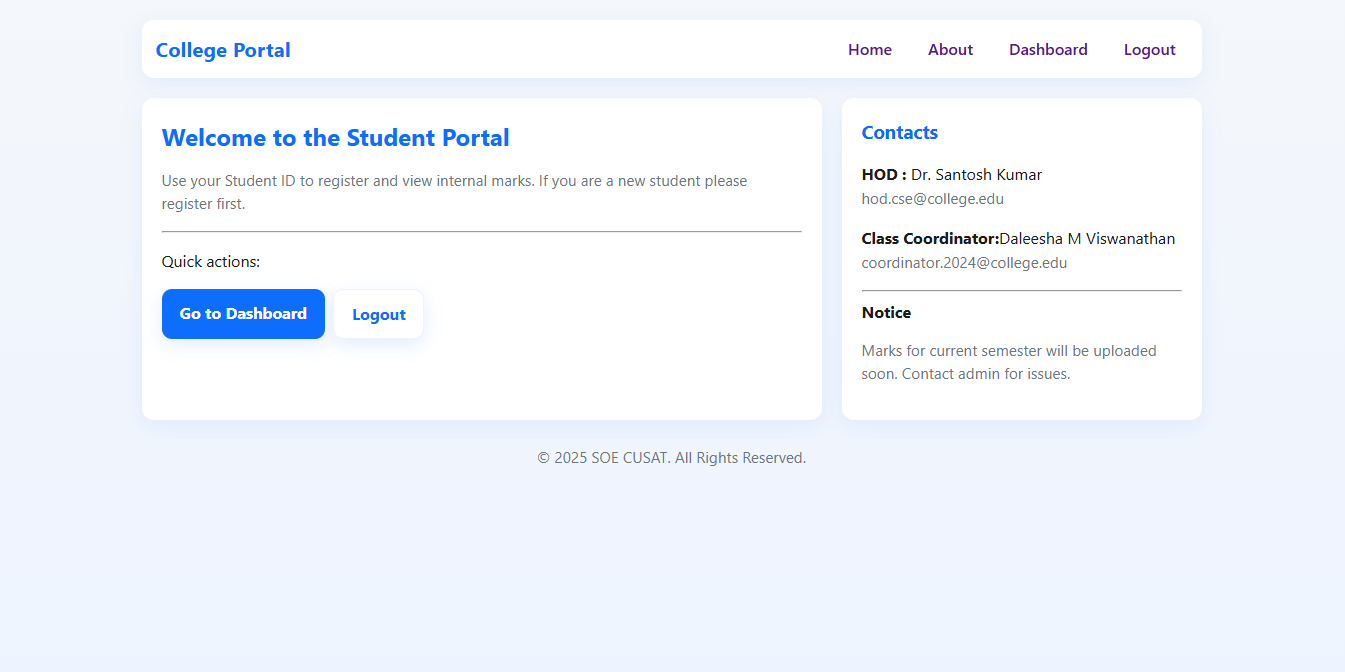 College Portal
Home About Dashboard Logout
Welcome to the Student Portal
Use your Student ID to register and view internal marks. If you are a new student please
register first.
Quick actions:
Go to Dashboard Logout
Contacts
HOD : Dr. Santosh Kumar
hod.cse@college.edu
Class Coordinator:Daleesha M Viswanathan
coordinator.2024@college.edu
Notice
Marks for current semester will be uploaded
soon. Contact admin for issues.
© 2025 SOE CUSAT. All Rights Reserved.